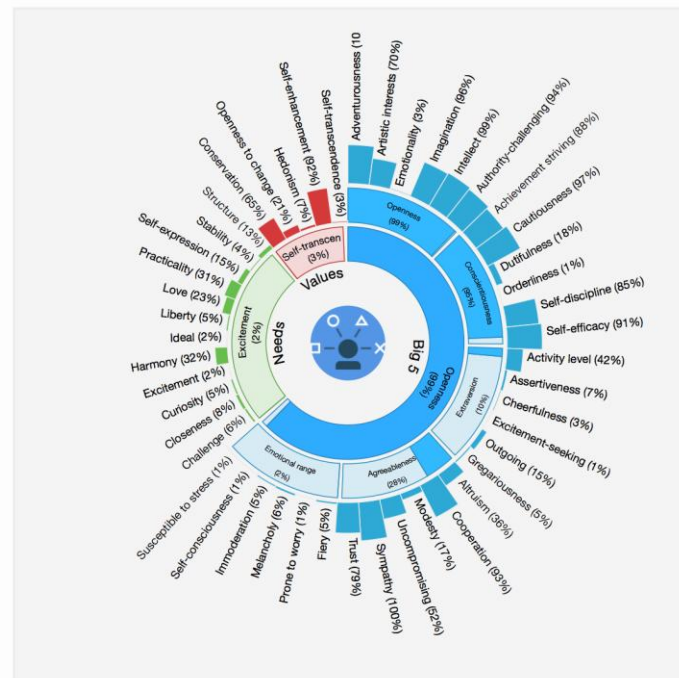 Adventurousness (10
Artistic interests (70%)
Emotionality (3%)
Imagination (96%)
Intellect (99%)
Authority-challenging (94%)
Achievement striving (88%)
Cautiousness (97%)
Dutifulness (18%)
Orderliness (1%)
Self-discipline (85%)
Self-efficacy (91%)
Activity level (42%)
Assertiveness (7%)
Cheerfulness (3%)
Excitement-seeking (1%)
Outgoing (15%)
Gregariousness (5%)
Altruism (36%)
Cooperation (93%)
Modesty (17%)
Uncompromising (52%)
Sympathy (100%)
Trust (79%)
Fiery (5%)
Prone to worry (1%)
Melancholy (6%)
Immoderation (5%)
Self-consciousness (1%)
Susceptible to stress (1%)
Challenge (6%)
Closeness (8%)
Curiosity (5%)
Excitement (2%)
Harmony (32%)
Ideal (2%)
Liberty (5%)
Love (23%)
Practicality (31%)
Self-expression (15%)
Stability (4%)
Structure (13%)
Conservation (65%)
Openness to change (21%)
Hedonism (7%)
Self-enhancement (92%)
Self-transcendence (3%)
Openness
(99%)
Conscientiousness
(95%)
Extraversion
(10%)
Agreeableness
(28%)
Emotional range
(2%)
Excitement
(2%)
Self-transcen
(3%)
Openness
(99%)
Big 5
Needs
Values